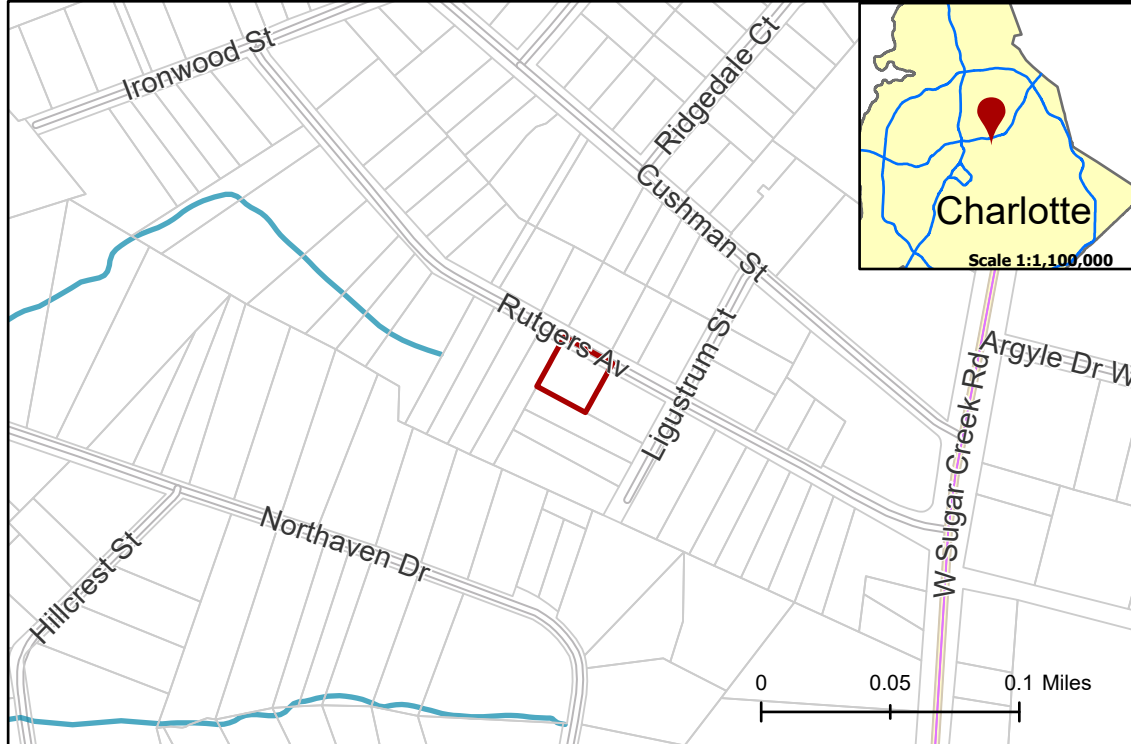 Ironwood St
Ridgedale Ct
Cushman St
Charlotte
Scale 1:1,100,000
Rutgers Av
Ligustrum St
Argyle Dr W
W Sugar Creek Rd
Northaven Dr
Hillcrest St
0 0.05 0.1 Miles